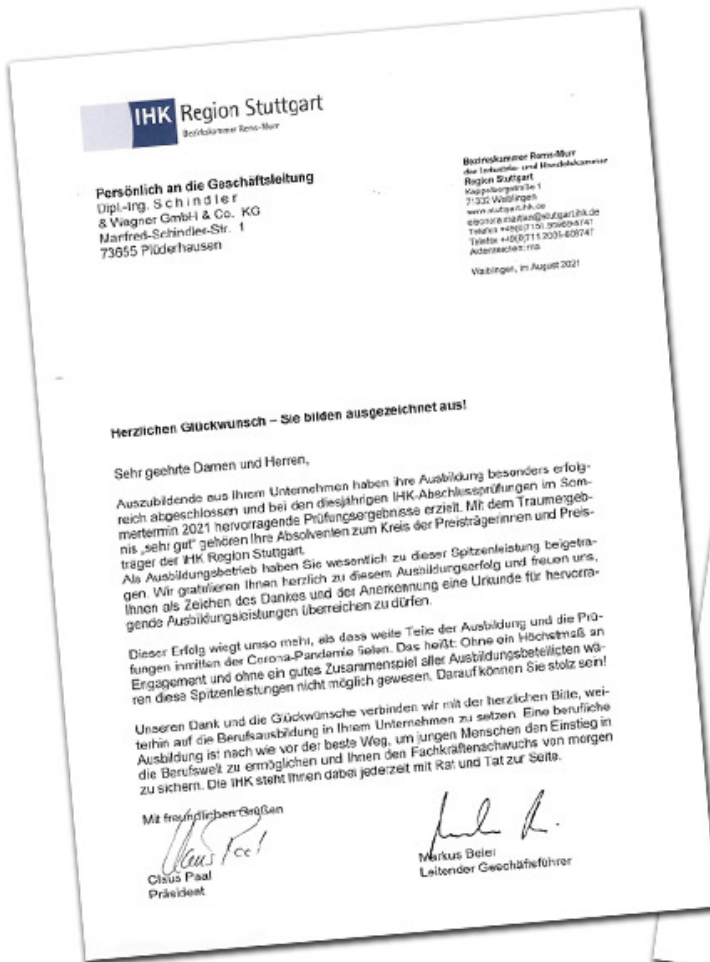 IHK Region Stuttgart
Bezirkskammer Rems-Murr
Persönlich an die Geschäftsleitung
Dipl.-Ing. Schindler
& Wagner GmbH & Co. KG
Manfred-Schindler-Str. 1
73655 Plüderhausen
Bezirkskammer Rems-Murr
der Industrie- und Handelskammer
Region Stuttgart
Kappelbergstraße 1
71332 Waiblingen
www.stuttgart.ihk.de
Waiblingen, im August 2021
Herzlichen Glückwunsch – Sie bilden ausgezeichnet aus!
Sehr geehrte Damen und Herren,
Auszubildende aus Ihrem Unternehmen haben ihre Ausbildung besonders erfolg-
reich abgeschlossen und bei den diesjährigen IHK-Abschlussprüfungen im Som-
mertermin 2021 hervorragende Prüfungsergebnisse erzielt. Mit dem Traumergeb-
nis „sehr gut“ gehören Ihre Absolventen zum Kreis der Preisträgerinnen und Preis-
träger der IHK Region Stuttgart.
Als Ausbildungsbetrieb haben Sie wesentlich zu dieser Spitzenleistung beigetra-
gen. Wir gratulieren Ihnen herzlich zu diesem Ausbildungserfolg und freuen uns,
Ihnen als Zeichen des Dankes und der Anerkennung eine Urkunde für hervorra-
gende Ausbildungsleistungen überreichen zu dürfen.
Dieser Erfolg wiegt umso mehr, als dass weite Teile der Ausbildung und die Prü-
fungen inmitten der Corona-Pandemie fielen. Das heißt: Ohne ein Höchstmaß an
Engagement und ohne ein gutes Zusammenspiel aller Ausbildungsbeteiligten wä-
ren diese Spitzenleistungen nicht möglich gewesen. Darauf können Sie stolz sein!
Unseren Dank und die Glückwünsche verbinden wir mit der herzlichen Bitte, wei-
terhin auf die Berufsausbildung in Ihrem Unternehmen zu setzen. Eine berufliche
Ausbildung ist nach wie vor der beste Weg, um jungen Menschen den Einstieg in
die Berufswelt zu ermöglichen und Ihnen den Fachkräftenachwuchs von morgen
zu sichern. Die IHK steht Ihnen dabei jederzeit mit Rat und Tat zur Seite.
Mit freundlichen Grüßen
Claus Paal
Präsident
Markus Beier
Leitender Geschäftsführer